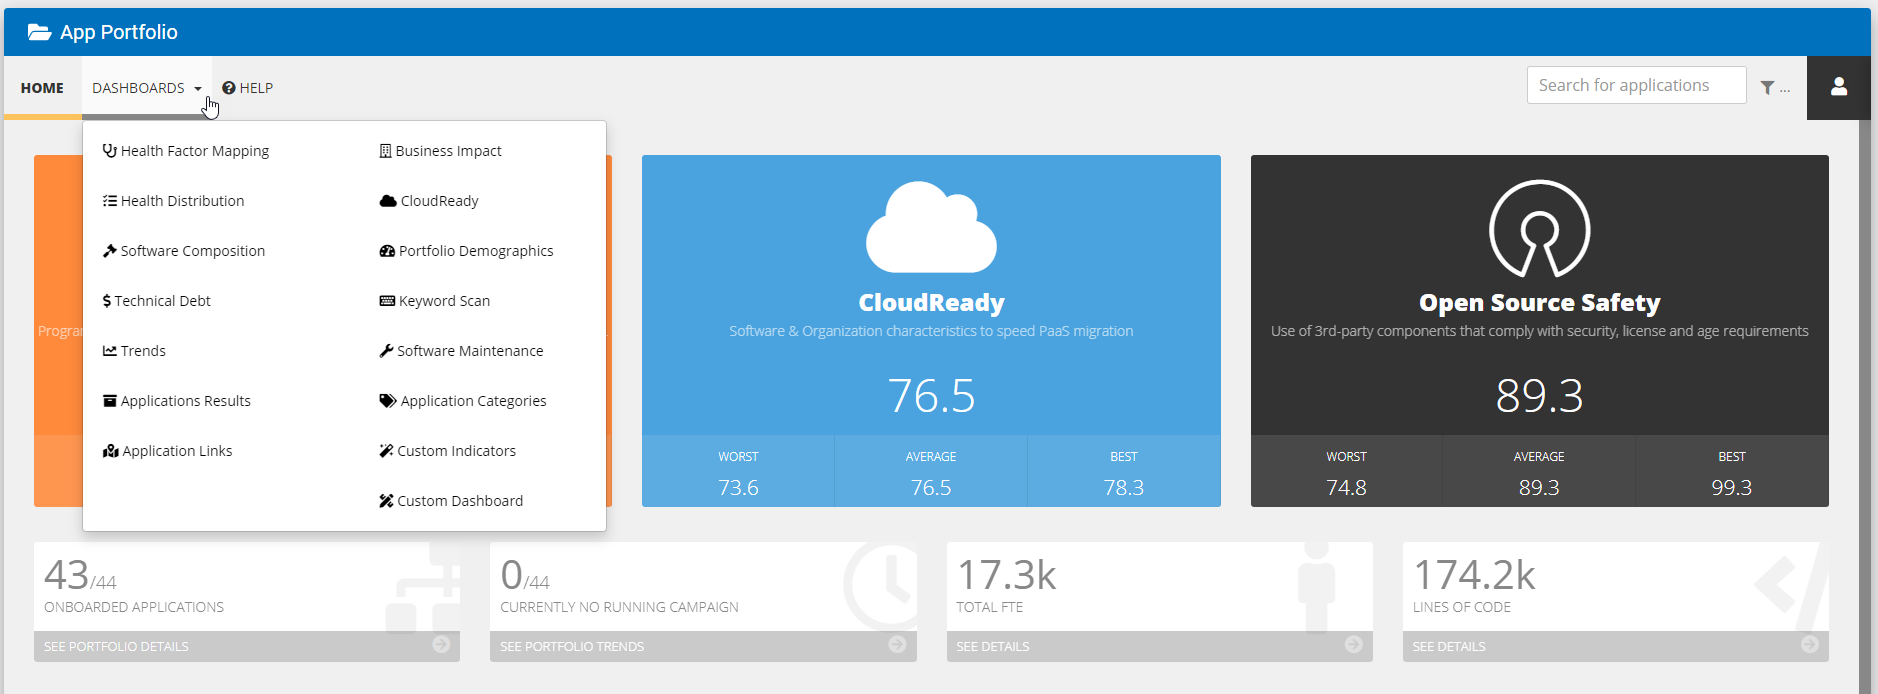 App Portfolio
HOME
DASHBOARDS
HELP
Search for applications
...
Health Factor Mapping
Business Impact
Health Distribution
CloudReady
Software Composition
Portfolio Demographics
Technical Debt
Keyword Scan
Trends
Software Maintenance
Applications Results
Application Categories
Application Links
Custom Indicators
Custom Dashboard
CloudReady
Software & Organization characteristics to speed PaaS migration
76.5
WORST AVERAGE BEST
73.6 76.5 78.3
Open Source Safety
Use of 3rd-party components that comply with security, license and age requirements
89.3
WORST AVERAGE BEST
74.8 89.3 99.3
43/44
ONBOARDED APPLICATIONS
SEE PORTFOLIO DETAILS
0/44
CURRENTLY NO RUNNING CAMPAIGN
SEE PORTFOLIO TRENDS
17.3k
TOTAL FTE
SEE DETAILS
174.2k
LINES OF CODE
SEE DETAILS